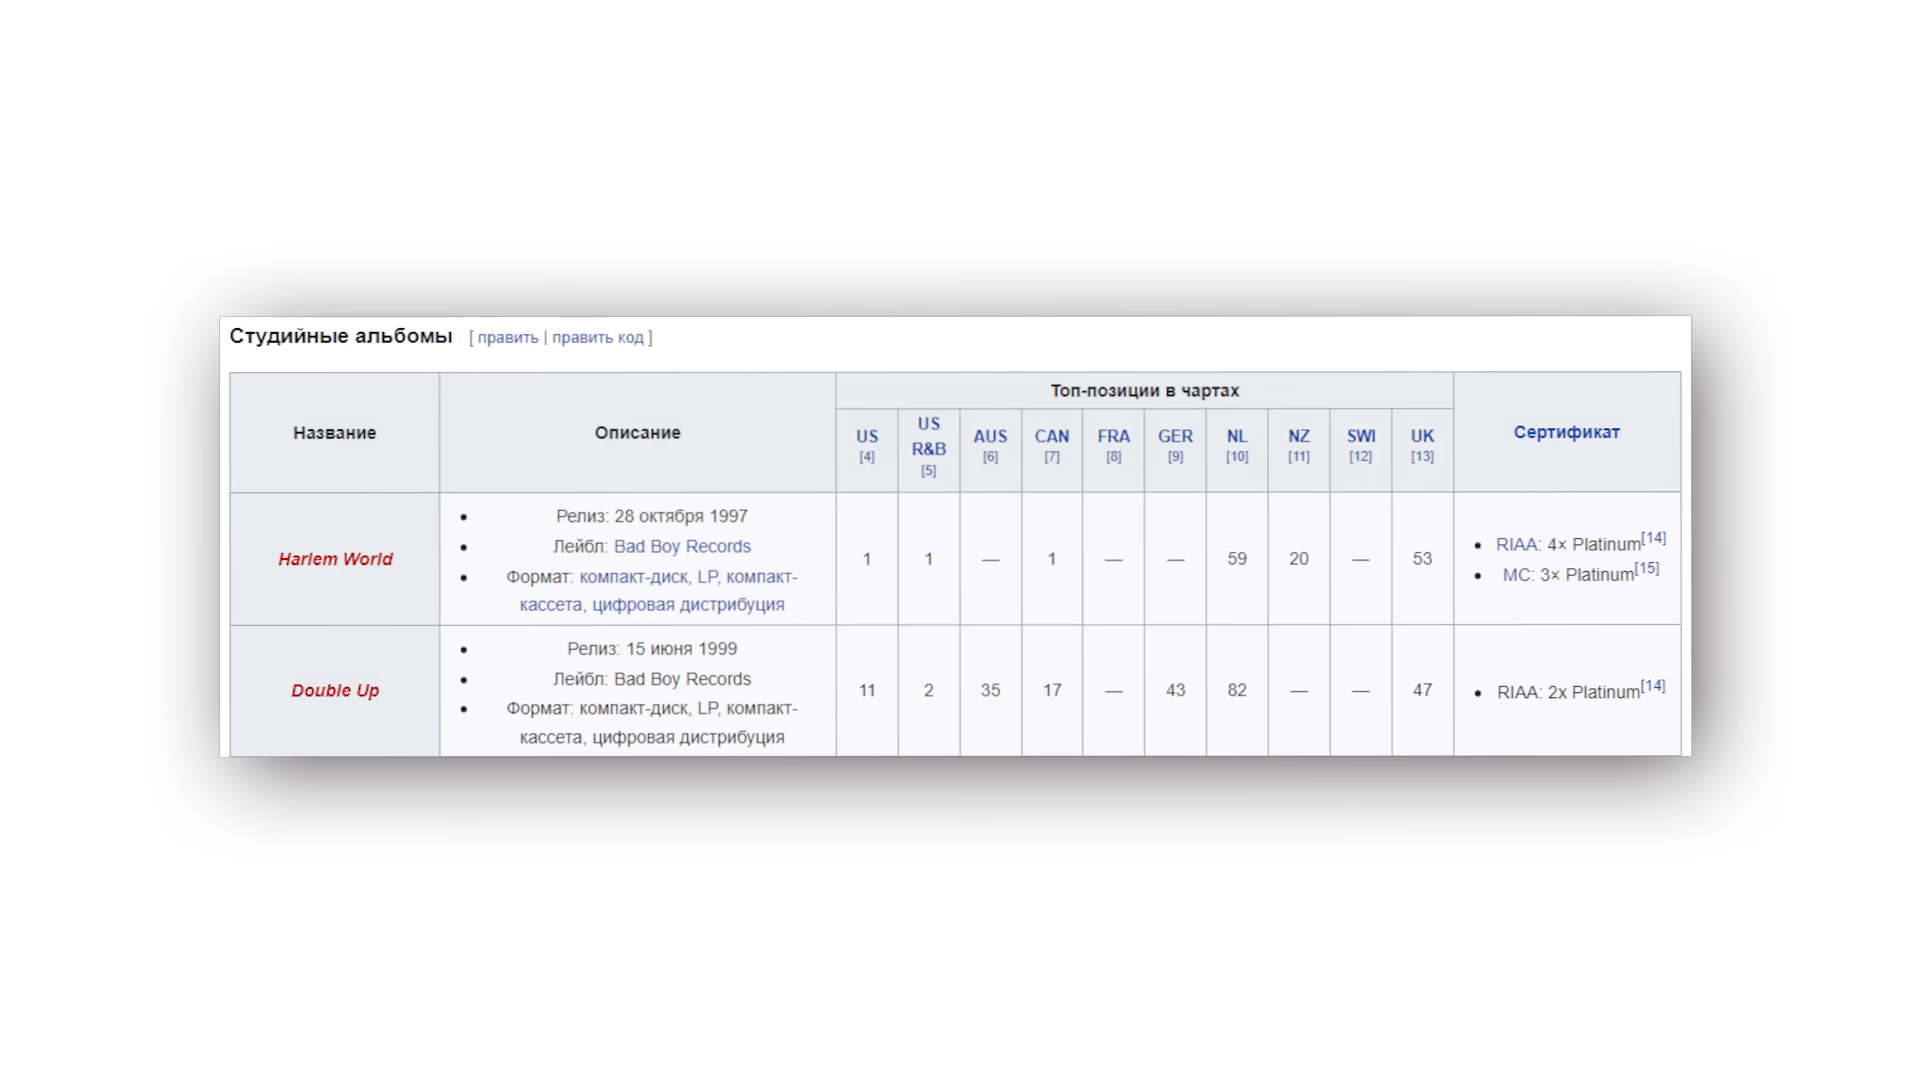 Студийные альбомы [ править | править код ]
Название
Описание
Топ-позиции в чартах
Сертификат
US
[4]
US
R&B
[5]
AUS
[6]
CAN
[7]
FRA
[8]
GER
[9]
NL
[10]
NZ
[11]
SWI
[12]
UK
[13]
Harlem World
• Релиз: 28 октября 1997
• Лейбл: Bad Boy Records
• Формат: компакт-диск, LP, компакт-
кассета, цифровая дистрибуция
1 1 — 1 — — 59 20 — 53
• RIAA: 4× Platinum[14]
• MC: 3× Platinum[15]
Double Up
• Релиз: 15 июня 1999
• Лейбл: Bad Boy Records
• Формат: компакт-диск, LP, компакт-
кассета, цифровая дистрибуция
11 2 35 17 — 43 82 — — 47
• RIAA: 2x Platinum[14]